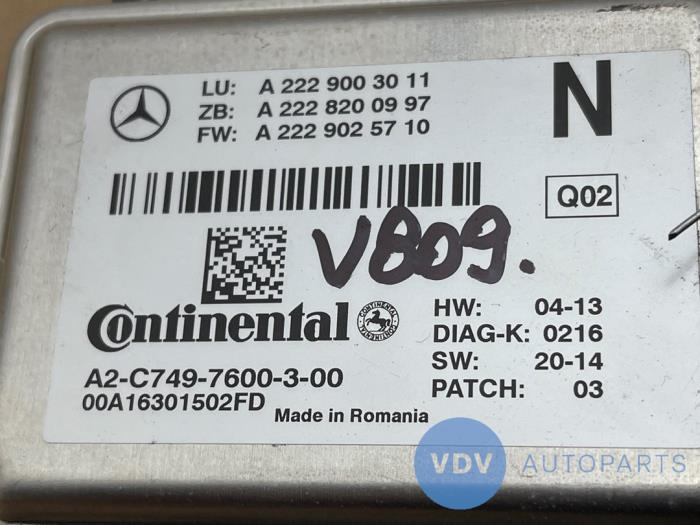 LU: A 222 900 30 11
ZB: A 222 820 09 97
FW: A 222 902 57 10
N
Q02
V809.
Continental
HW: 04-13
DIAG-K: 0216
SW: 20-14
PATCH: 03
A2-C749-7600-3-00
00A16301502FD
Made in Romania
VDV AUTOPARTS